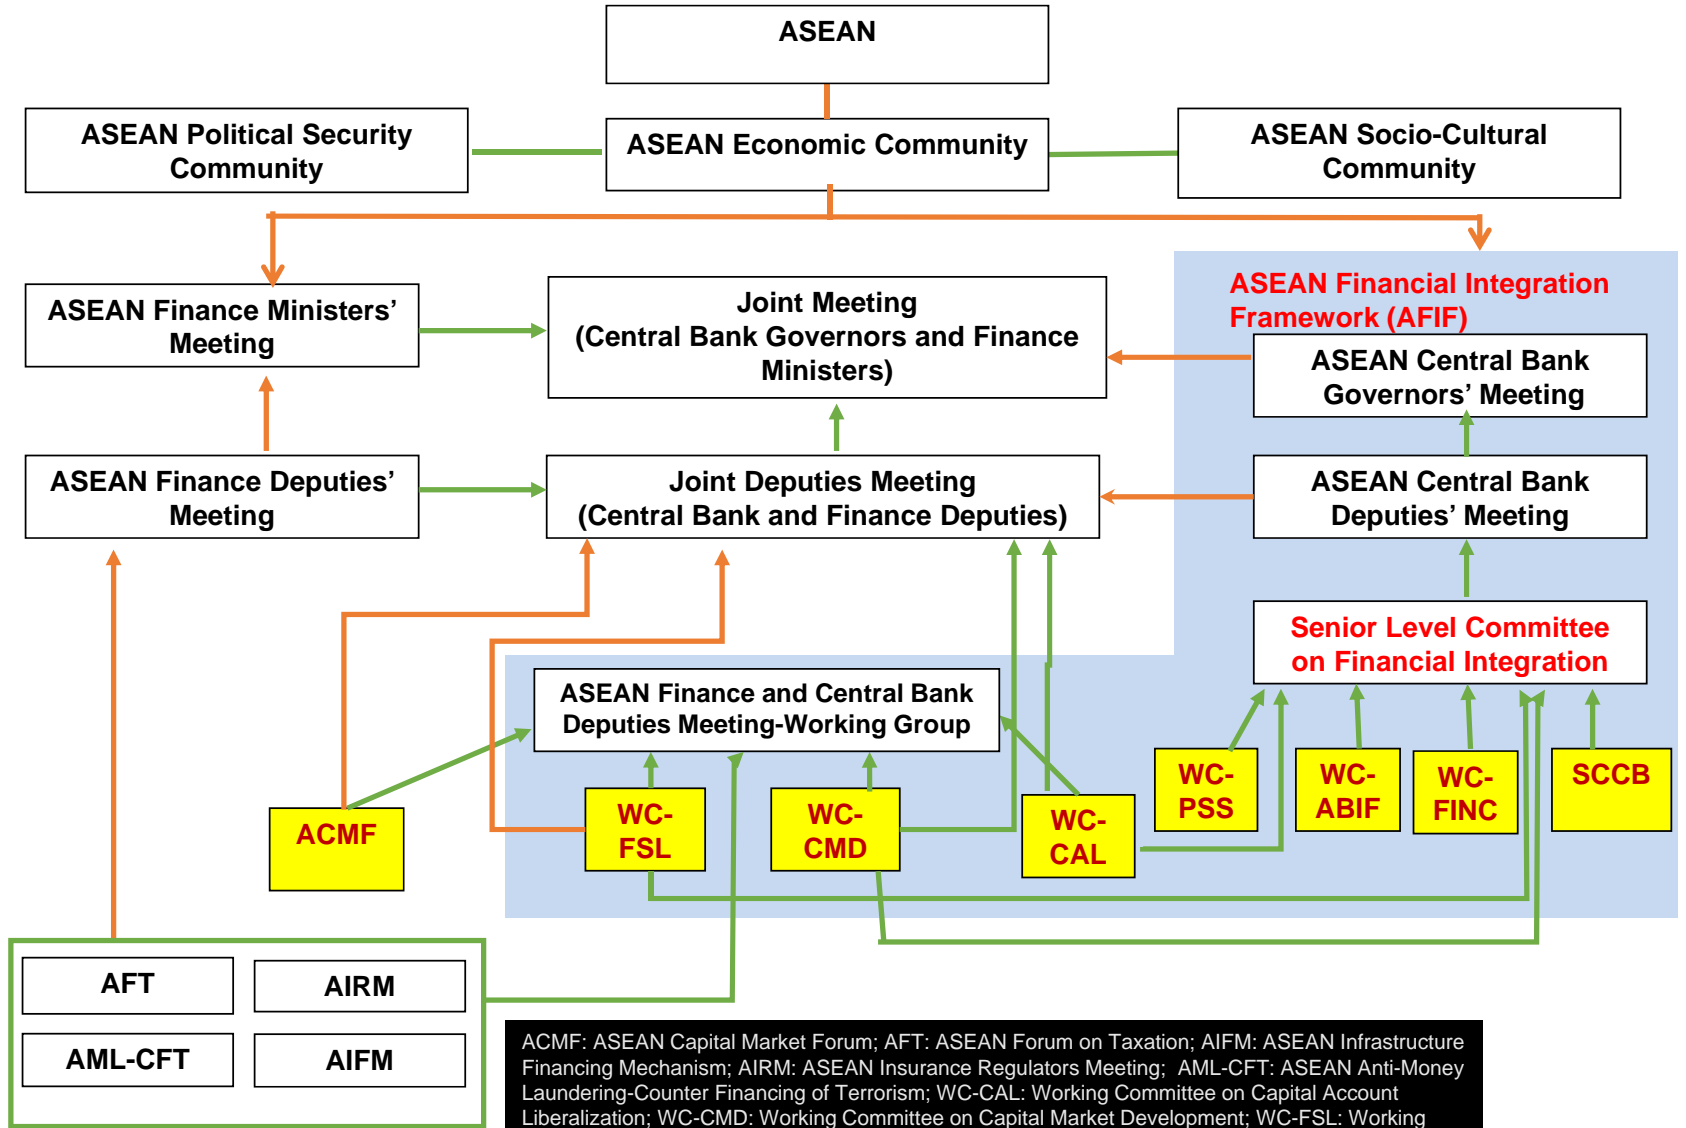 ASEAN
ASEAN Political Security
Community
ASEAN Economic Community
ASEAN Socio-Cultural
Community
ASEAN Financial Integration
Framework (AFIF)
ASEAN Finance Ministers’
Meeting
Joint Meeting
(Central Bank Governors and Finance
Ministers)
ASEAN Central Bank
Governors’ Meeting
ASEAN Finance Deputies’
Meeting
Joint Deputies Meeting
(Central Bank and Finance Deputies)
ASEAN Central Bank
Deputies’ Meeting
Senior Level Committee
on Financial Integration
ASEAN Finance and Central Bank
Deputies Meeting-Working Group
ACMF
WC-
FSL
WC-
CMD
WC-
CAL
WC-
PSS
WC-
ABIF
WC-
FINC
SCCB
AFT
AIRM
AML-CFT
AIFM
ACMF: ASEAN Capital Market Forum; AFT: ASEAN Forum on Taxation; AIFM: ASEAN Infrastructure
Financing Mechanism; AIRM: ASEAN Insurance Regulators Meeting; AML-CFT: ASEAN Anti-Money
Laundering-Counter Financing of Terrorism; WC-CAL: Working Committee on Capital Account
Liberalization; WC-CMD: Working Committee on Capital Market Development; WC-FSL: Working